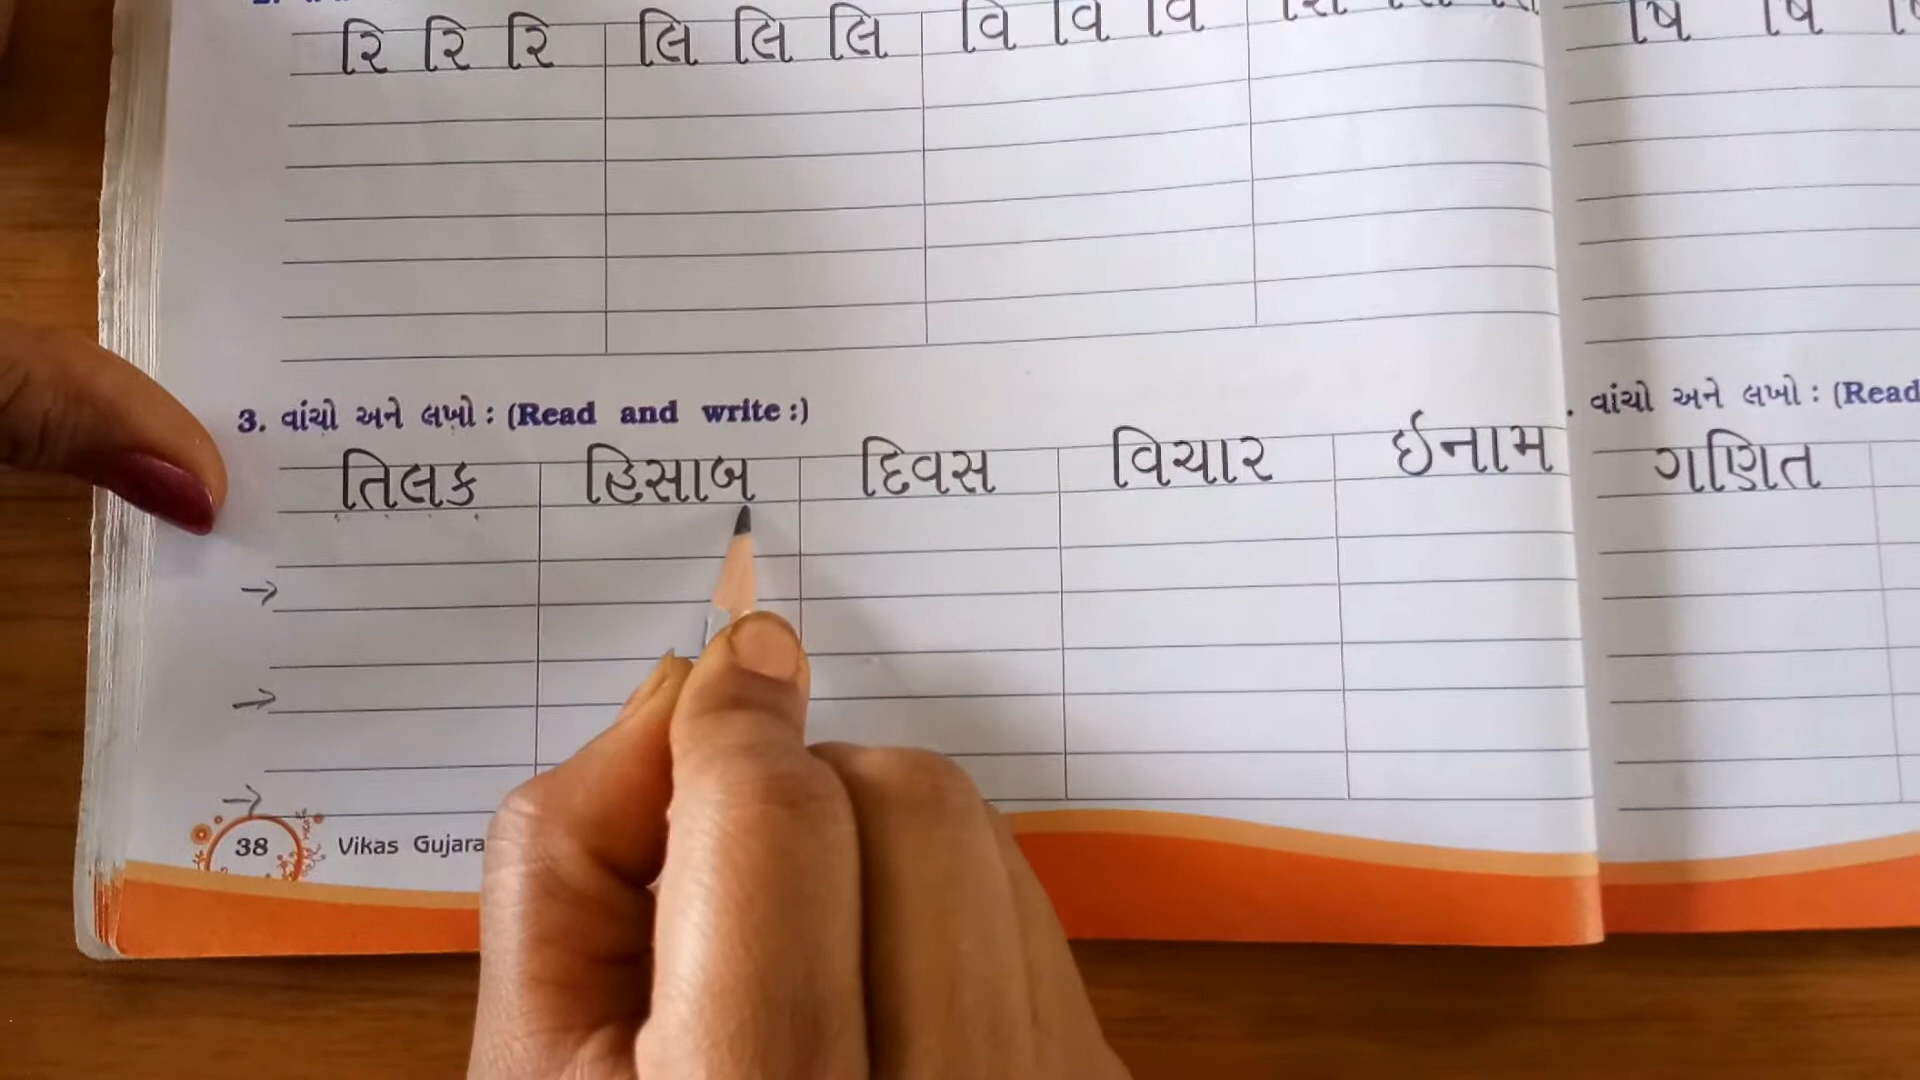 રિ રિ રિ લિ લિ લિ વિ વિ વિ
ષિ ષિ
3. વાંચો અને લખો : (Read and write :)
તિલક હિસાબ દિવસ વિચાર ઈનામ
38 Vikas Gujara
. વાંચો અને લખો : (Read
ગણિત